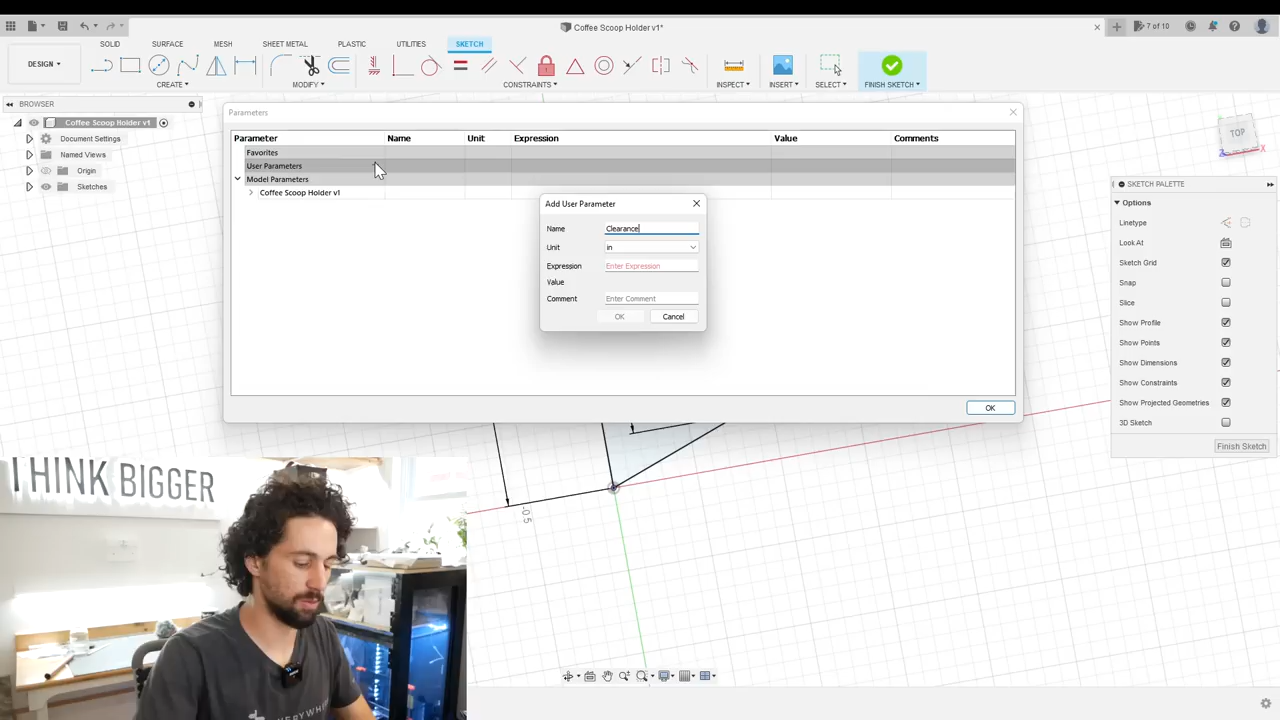 Coffee Scoop Holder v1*
7 of 10
DESIGN
SOLID
SURFACE
MESH
SHEET METAL
PLASTIC
UTILITIES
SKETCH
CREATE
MODIFY
CONSTRAINTS
INSPECT
INSERT
SELECT
FINISH SKETCH
BROWSER
Coffee Scoop Holder v1
Document Settings
Named Views
Origin
Sketches
Parameters
Parameter Name Unit Expression Value Comments
Favorites
User Parameters
Model Parameters
Coffee Scoop Holder v1
Add User Parameter
Name Clearance
Unit in
Expression Enter Expression
Value
Comment Enter Comment
OK Cancel
OK
TOP
Z X
SKETCH PALETTE
Options
Linetype
Look At
Sketch Grid
Snap
Slice
Show Profile
Show Points
Show Dimensions
Show Constraints
Show Projected Geometries
3D Sketch
Finish Sketch
-0.5
THINK BIGGER